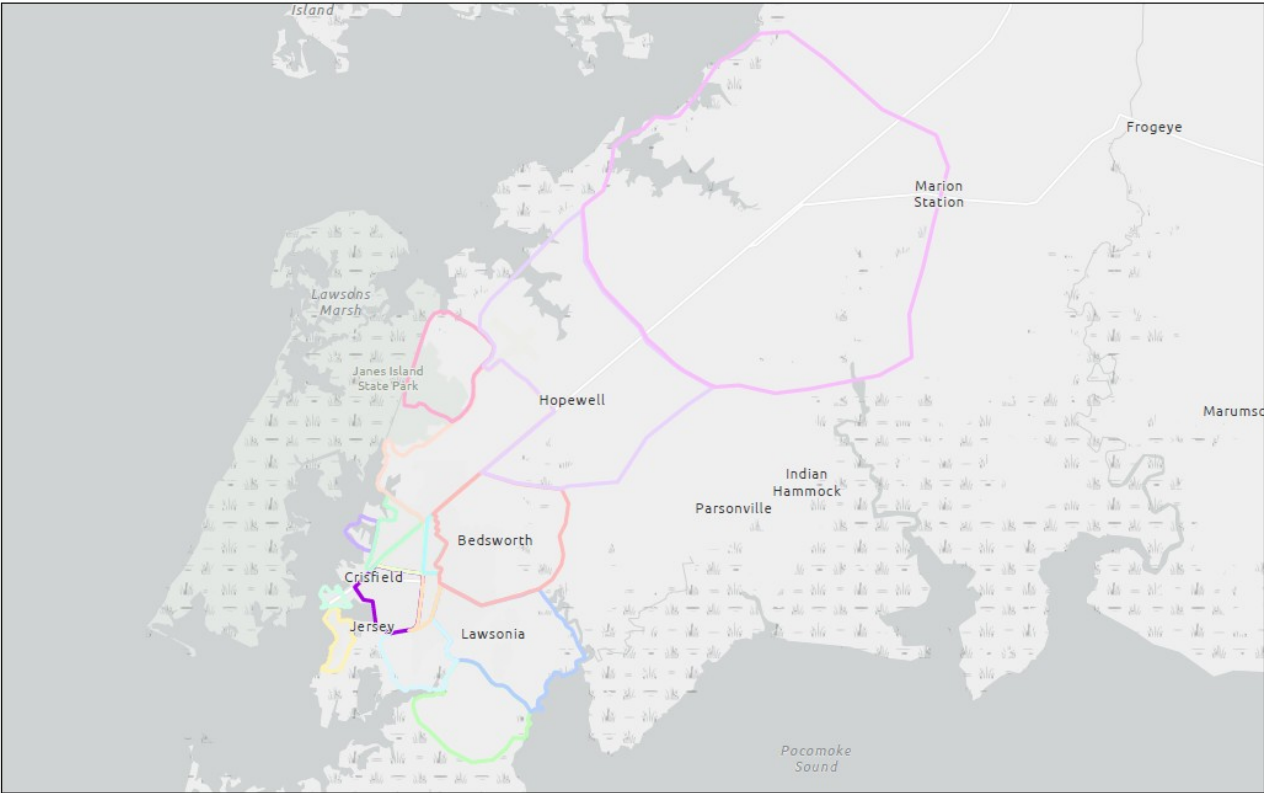 Island
Frogeye
Marion
Station
Lawsons
Marsh
Janes Island
State Park
Hopewell
Marumsc
Indian
Hammock
Parsonville
Bedsworth
Crisfield
Jersey
Lawsonia
Pocomoke
Sound